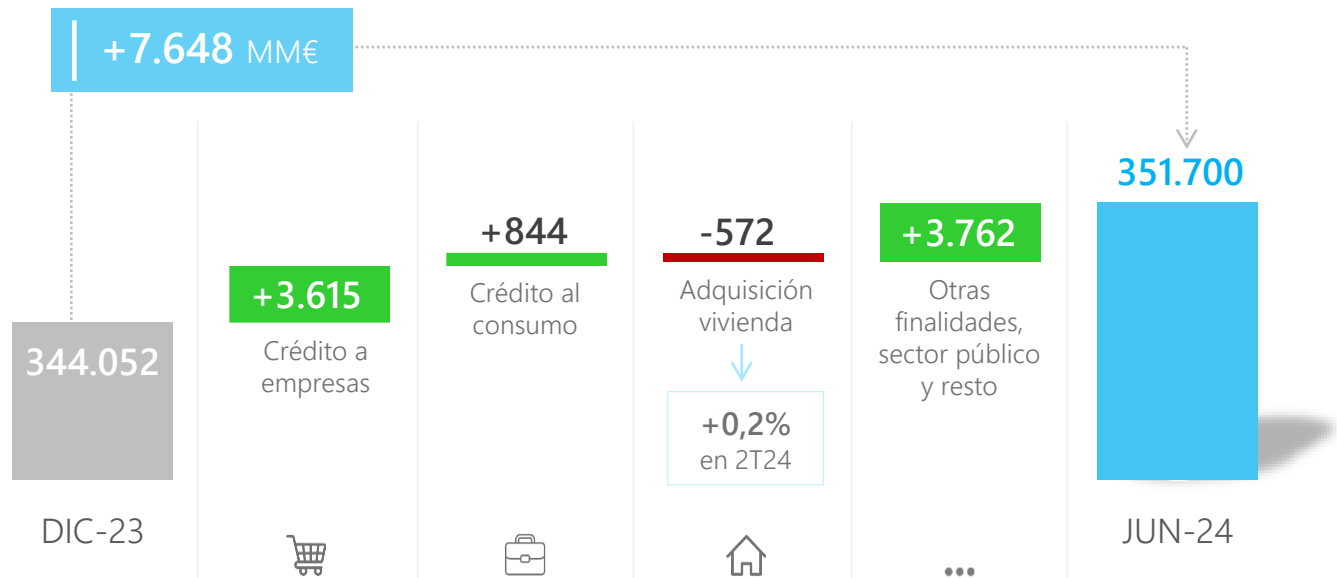 +7.648 MM€
344.052
DIC-23
+3.615
Crédito a
empresas
+844
Crédito al
consumo
-572
Adquisición
vivienda
+0,2%
en 2T24
+3.762
Otras
finalidades,
sector público
y resto
351.700
JUN-24